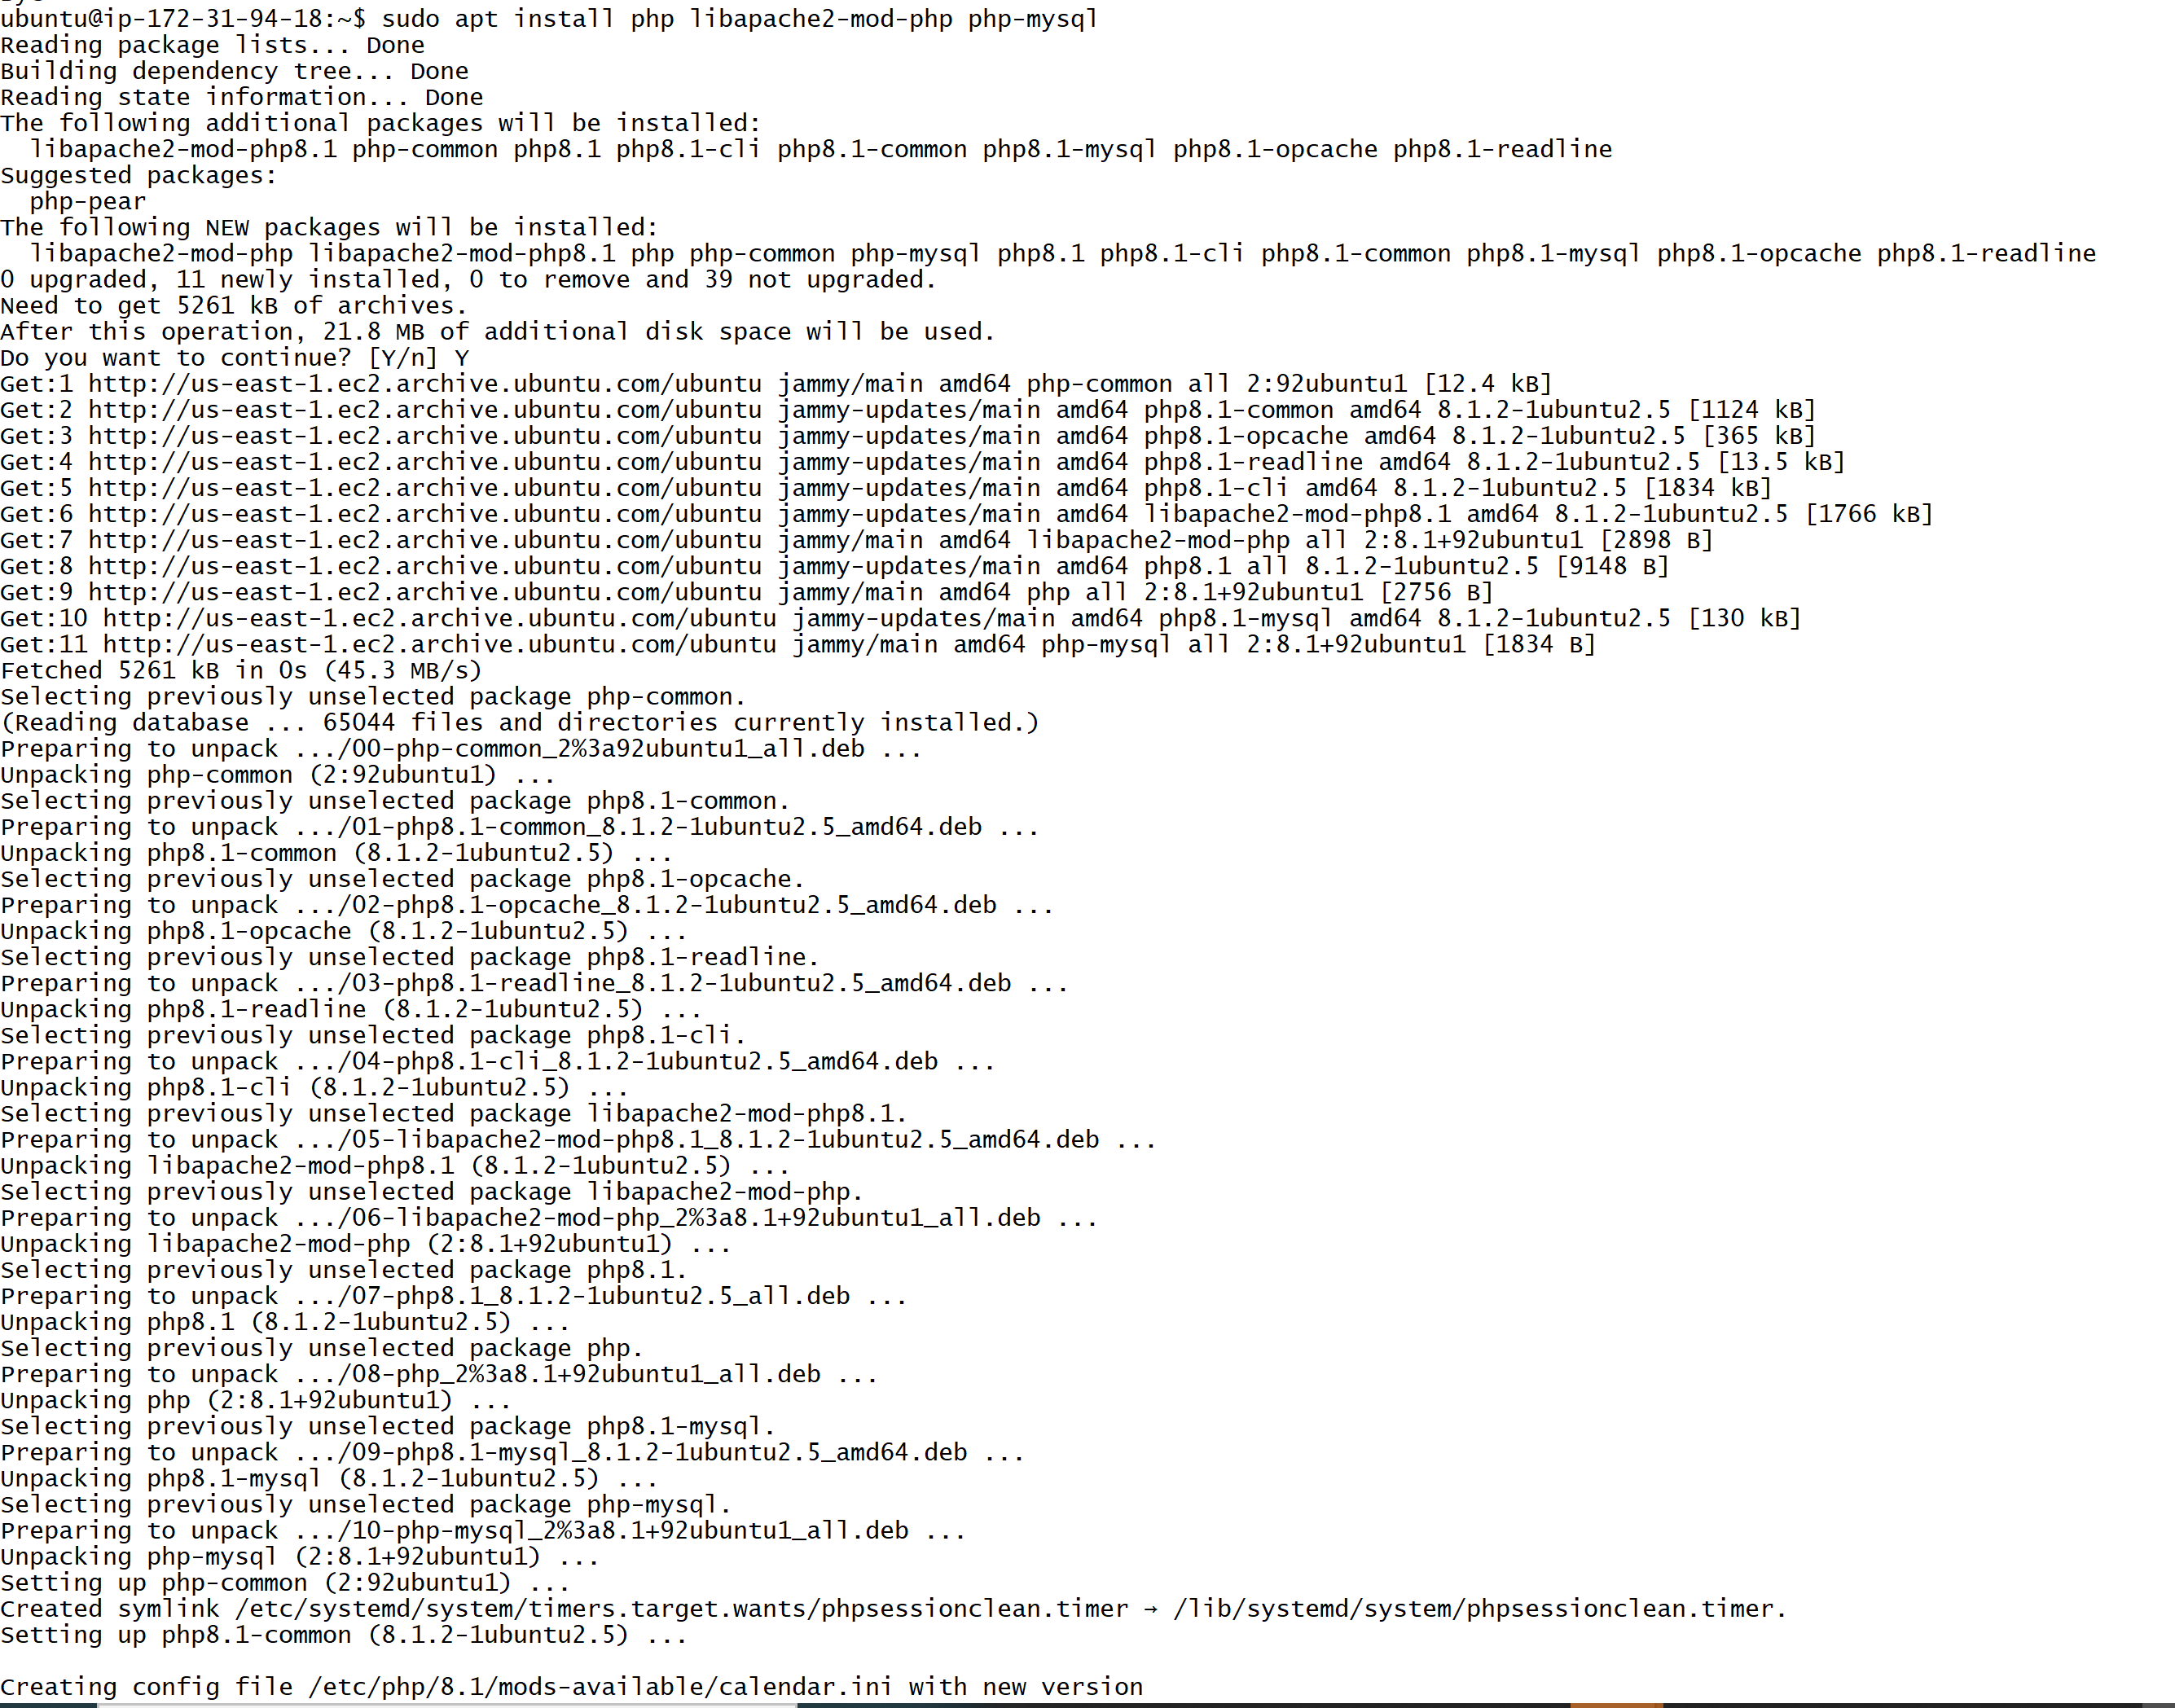 ubuntu@ip-172-31-94-18:~$ sudo apt install php libapache2-mod-php php-mysql
Reading package lists... Done
Building dependency tree... Done
Reading state information... Done
The following additional packages will be installed:
  libapache2-mod-php8.1 php-common php8.1 php8.1-cli php8.1-common php8.1-mysql php8.1-opcache php8.1-readline
Suggested packages:
  php-pear
The following NEW packages will be installed:
  libapache2-mod-php libapache2-mod-php8.1 php php-common php-mysql php8.1 php8.1-cli php8.1-common php8.1-mysql php8.1-opcache php8.1-readline
0 upgraded, 11 newly installed, 0 to remove and 39 not upgraded.
Need to get 5261 kB of archives.
After this operation, 21.8 MB of additional disk space will be used.
Do you want to continue? [Y/n] Y
Get:1 http://us-east-1.ec2.archive.ubuntu.com/ubuntu jammy/main amd64 php-common all 2:92ubuntu1 [12.4 kB]
Get:2 http://us-east-1.ec2.archive.ubuntu.com/ubuntu jammy-updates/main amd64 php8.1-common amd64 8.1.2-1ubuntu2.5 [1124 kB]
Get:3 http://us-east-1.ec2.archive.ubuntu.com/ubuntu jammy-updates/main amd64 php8.1-opcache amd64 8.1.2-1ubuntu2.5 [365 kB]
Get:4 http://us-east-1.ec2.archive.ubuntu.com/ubuntu jammy-updates/main amd64 php8.1-readline amd64 8.1.2-1ubuntu2.5 [13.5 kB]
Get:5 http://us-east-1.ec2.archive.ubuntu.com/ubuntu jammy-updates/main amd64 php8.1-cli amd64 8.1.2-1ubuntu2.5 [1834 kB]
Get:6 http://us-east-1.ec2.archive.ubuntu.com/ubuntu jammy-updates/main amd64 libapache2-mod-php8.1 amd64 8.1.2-1ubuntu2.5 [1766 kB]
Get:7 http://us-east-1.ec2.archive.ubuntu.com/ubuntu jammy/main amd64 libapache2-mod-php all 2:8.1+92ubuntu1 [2898 B]
Get:8 http://us-east-1.ec2.archive.ubuntu.com/ubuntu jammy-updates/main amd64 php8.1 all 8.1.2-1ubuntu2.5 [9148 B]
Get:9 http://us-east-1.ec2.archive.ubuntu.com/ubuntu jammy/main amd64 php all 2:8.1+92ubuntu1 [2756 B]
Get:10 http://us-east-1.ec2.archive.ubuntu.com/ubuntu jammy-updates/main amd64 php8.1-mysql amd64 8.1.2-1ubuntu2.5 [130 kB]
Get:11 http://us-east-1.ec2.archive.ubuntu.com/ubuntu jammy/main amd64 php-mysql all 2:8.1+92ubuntu1 [1834 B]
Fetched 5261 kB in 0s (45.3 MB/s)
Selecting previously unselected package php-common.
(Reading database ... 65044 files and directories currently installed.)
Preparing to unpack .../00-php-common_2%3a92ubuntu1_all.deb ...
Unpacking php-common (2:92ubuntu1) ...
Selecting previously unselected package php8.1-common.
Preparing to unpack .../01-php8.1-common_8.1.2-1ubuntu2.5_amd64.deb ...
Unpacking php8.1-common (8.1.2-1ubuntu2.5) ...
Selecting previously unselected package php8.1-opcache.
Preparing to unpack .../02-php8.1-opcache_8.1.2-1ubuntu2.5_amd64.deb ...
Unpacking php8.1-opcache (8.1.2-1ubuntu2.5) ...
Selecting previously unselected package php8.1-readline.
Preparing to unpack .../03-php8.1-readline_8.1.2-1ubuntu2.5_amd64.deb ...
Unpacking php8.1-readline (8.1.2-1ubuntu2.5) ...
Selecting previously unselected package php8.1-cli.
Preparing to unpack .../04-php8.1-cli_8.1.2-1ubuntu2.5_amd64.deb ...
Unpacking php8.1-cli (8.1.2-1ubuntu2.5) ...
Selecting previously unselected package libapache2-mod-php8.1.
Preparing to unpack .../05-libapache2-mod-php8.1_8.1.2-1ubuntu2.5_amd64.deb ...
Unpacking libapache2-mod-php8.1 (8.1.2-1ubuntu2.5) ...
Selecting previously unselected package libapache2-mod-php.
Preparing to unpack .../06-libapache2-mod-php_2%3a8.1+92ubuntu1_all.deb ...
Unpacking libapache2-mod-php (2:8.1+92ubuntu1) ...
Selecting previously unselected package php8.1.
Preparing to unpack .../07-php8.1_8.1.2-1ubuntu2.5_all.deb ...
Unpacking php8.1 (8.1.2-1ubuntu2.5) ...
Selecting previously unselected package php.
Preparing to unpack .../08-php_2%3a8.1+92ubuntu1_all.deb ...
Unpacking php (2:8.1+92ubuntu1) ...
Selecting previously unselected package php8.1-mysql.
Preparing to unpack .../09-php8.1-mysql_8.1.2-1ubuntu2.5_amd64.deb ...
Unpacking php8.1-mysql (8.1.2-1ubuntu2.5) ...
Selecting previously unselected package php-mysql.
Preparing to unpack .../10-php-mysql_2%3a8.1+92ubuntu1_all.deb ...
Unpacking php-mysql (2:8.1+92ubuntu1) ...
Setting up php-common (2:92ubuntu1) ...
Created symlink /etc/systemd/system/timers.target.wants/phpsessionclean.timer → /lib/systemd/system/phpsessionclean.timer.
Setting up php8.1-common (8.1.2-1ubuntu2.5) ...
Creating config file /etc/php/8.1/mods-available/calendar.ini with new version